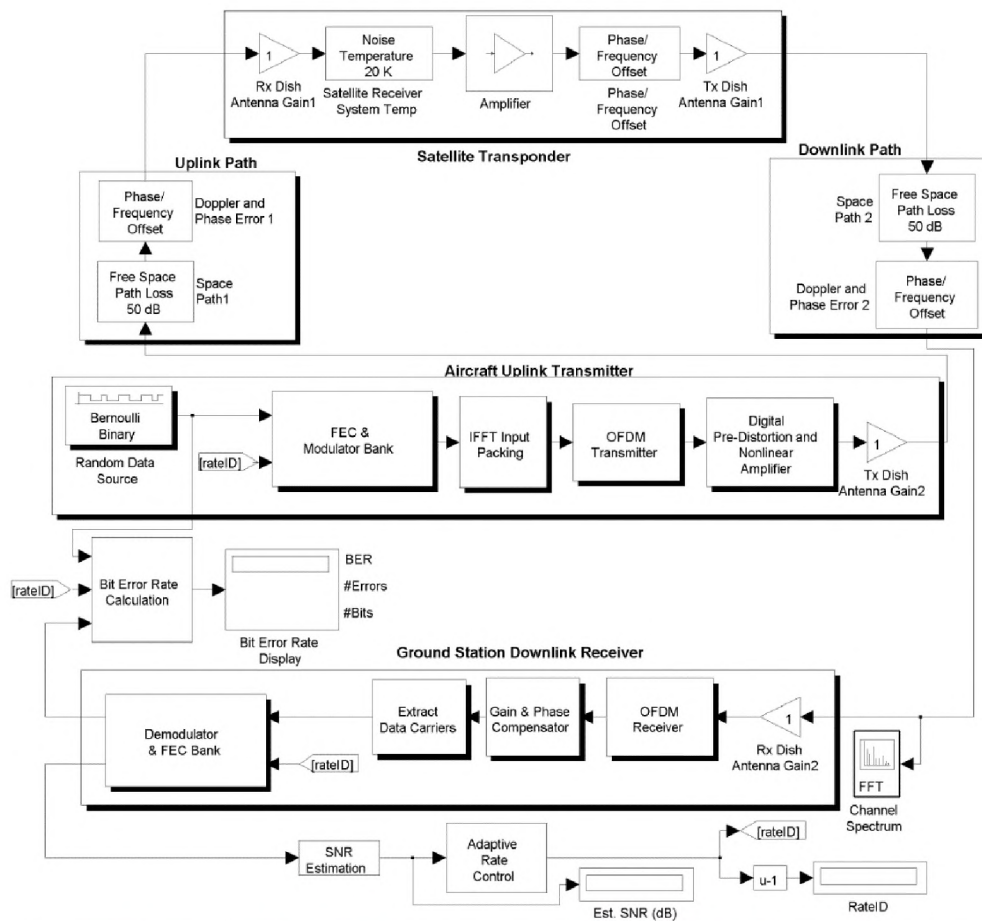 1
Rx Dish
Antenna Gain1
Noise
Temperature
20 K
Satellite Receiver
System Temp
Amplifier
Phase/
Frequency
Offset
Phase/
Frequency
Offset
1
Tx Dish
Antenna Gain1
Satellite Transponder
Uplink Path
Phase/
Frequency
Offset
Doppler and
Phase Error 1
Free Space
Path Loss
50 dB
Space
Path1
Downlink Path
Space
Path 2
Free Space
Path Loss
50 dB
Doppler and
Phase Error 2
Phase/
Frequency
Offset
Aircraft Uplink Transmitter
Bernoulli
Binary
Random Data
Source
[rateID]
FEC &
Modulator Bank
IFFT Input
Packing
OFDM
Transmitter
Digital
Pre-Distortion and
Nonlinear
Amplifier
1
Tx Dish
Antenna Gain2
[rateID]
Bit Error Rate
Calculation
BER
#Errors
#Bits
Bit Error Rate
Display
Ground Station Downlink Receiver
Demodulator
& FEC Bank
[rateID]
Extract
Data Carriers
Gain & Phase
Compensator
OFDM
Receiver
1
Rx Dish
Antenna Gain2
FFT
Channel
Spectrum
SNR
Estimation
Adaptive
Rate
Control
Est. SNR (dB)
[rateID]
u-1
RateID